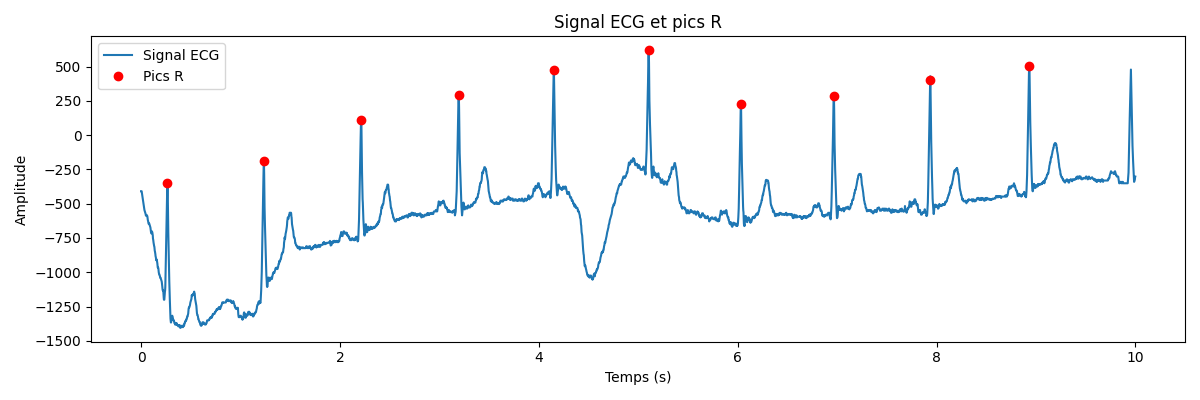 Signal ECG et pics R
Signal ECG
Pics R
500
250
0
−250
−500
−750
−1000
−1250
−1500
Amplitude
0 2 4 6 8 10
Temps (s)